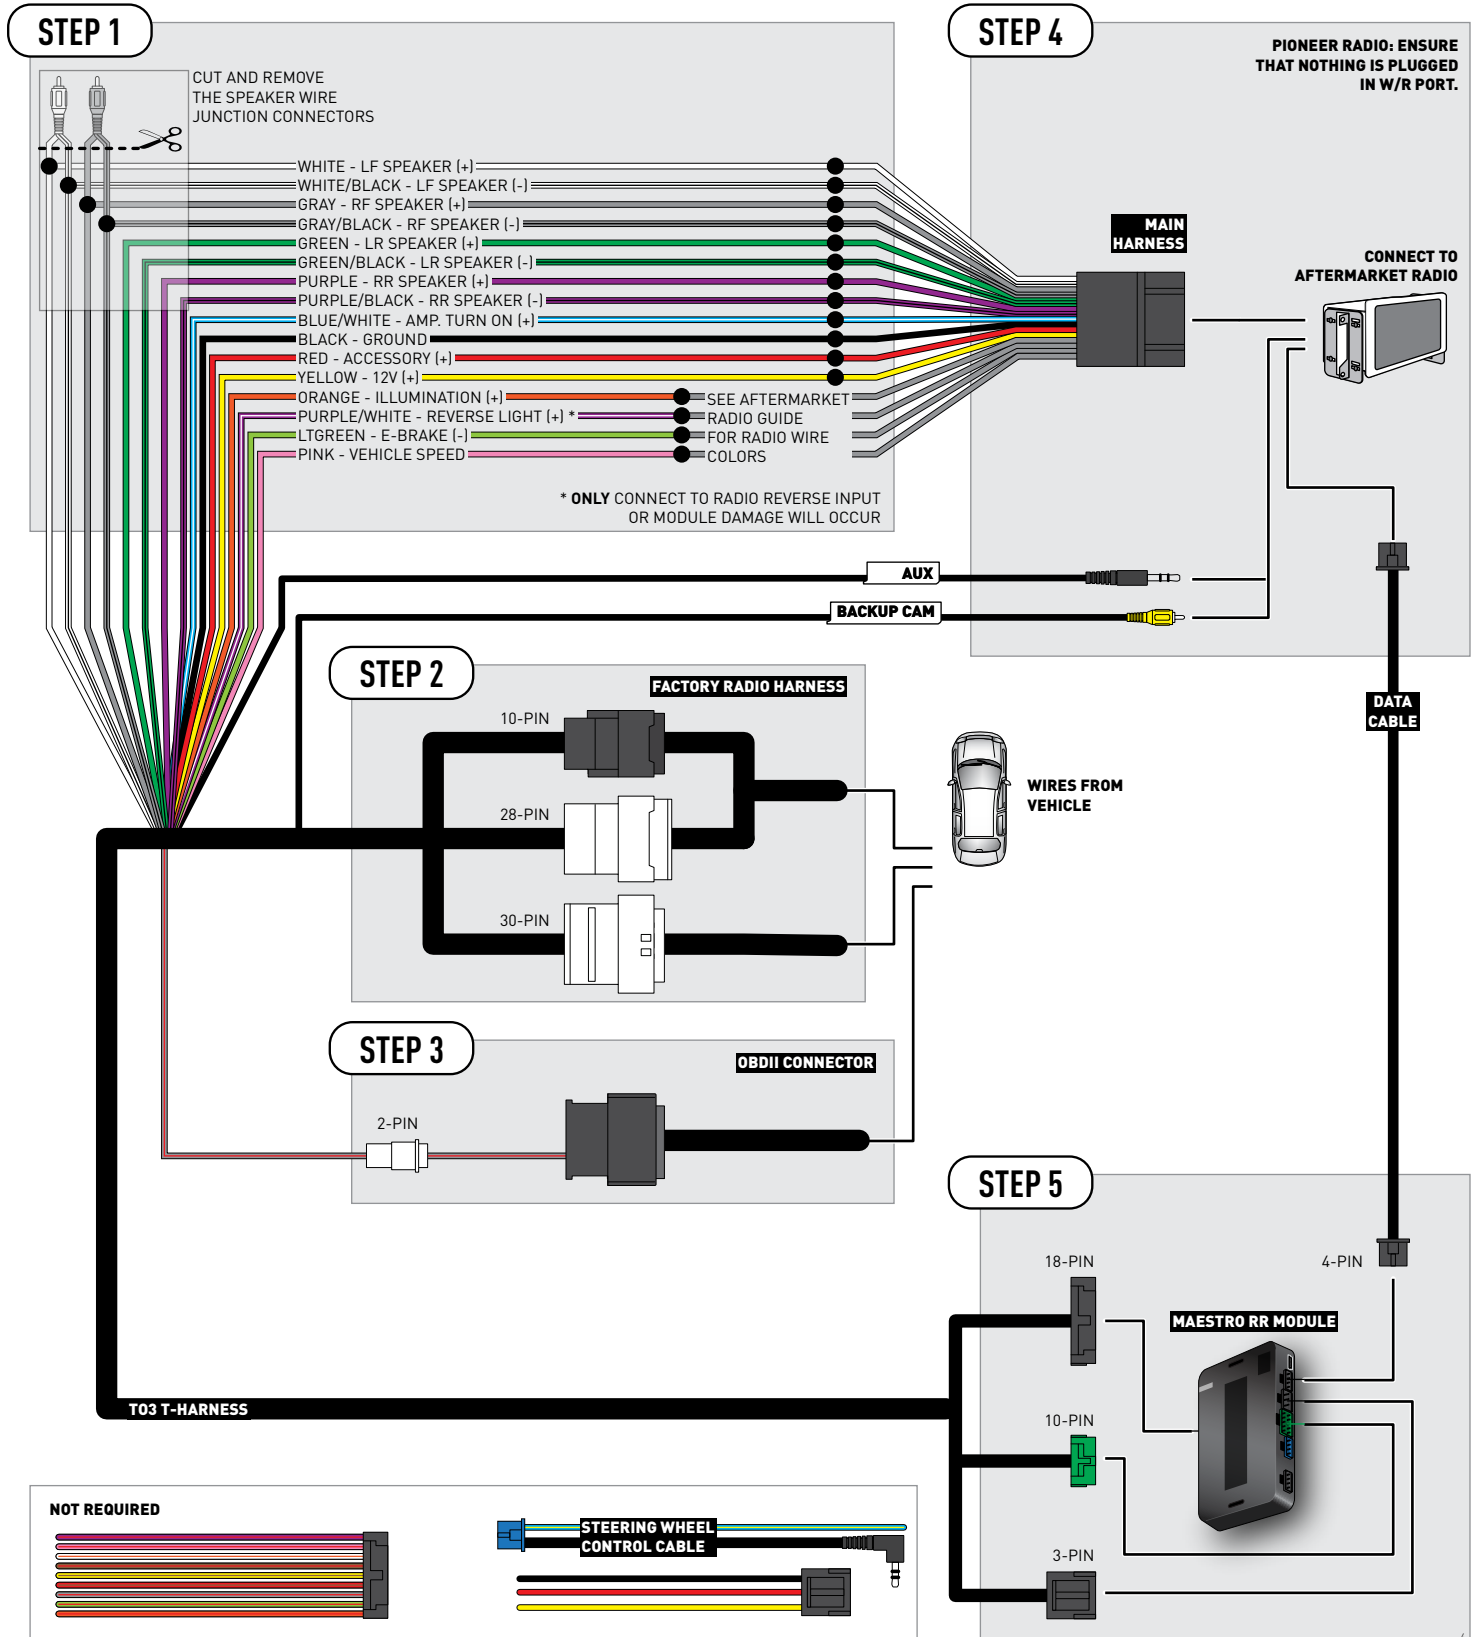 STEP 1
CUT AND REMOVE
THE SPEAKER WIRE
JUNCTION CONNECTORS
WHITE - LF SPEAKER (+)
WHITE/BLACK - LF SPEAKER (-)
GRAY - RF SPEAKER (+)
GRAY/BLACK - RF SPEAKER (-)
GREEN - LR SPEAKER (+)
GREEN/BLACK - LR SPEAKER (-)
PURPLE - RR SPEAKER (+)
PURPLE/BLACK - RR SPEAKER (-)
BLUE/WHITE - AMP. TURN ON (+)
BLACK - GROUND
RED - ACCESSORY (+)
YELLOW - 12V (+)
ORANGE - ILLUMINATION (+)
PURPLE/WHITE - REVERSE LIGHT (+) *
LTGREEN - E-BRAKE (-)
PINK - VEHICLE SPEED
SEE AFTERMARKET
RADIO GUIDE
FOR RADIO WIRE
COLORS
* ONLY CONNECT TO RADIO REVERSE INPUT
OR MODULE DAMAGE WILL OCCUR
STEP 4
PIONEER RADIO: ENSURE
THAT NOTHING IS PLUGGED
IN W/R PORT.
MAIN
HARNESS
CONNECT TO
AFTERMARKET RADIO
AUX
BACKUP CAM
DATA
CABLE
STEP 2
FACTORY RADIO HARNESS
10-PIN
28-PIN
30-PIN
WIRES FROM
VEHICLE
STEP 3
OBDII CONNECTOR
2-PIN
STEP 5
18-PIN
4-PIN
MAESTRO RR MODULE
10-PIN
3-PIN
TO3 T-HARNESS
NOT REQUIRED
STEERING WHEEL
CONTROL CABLE